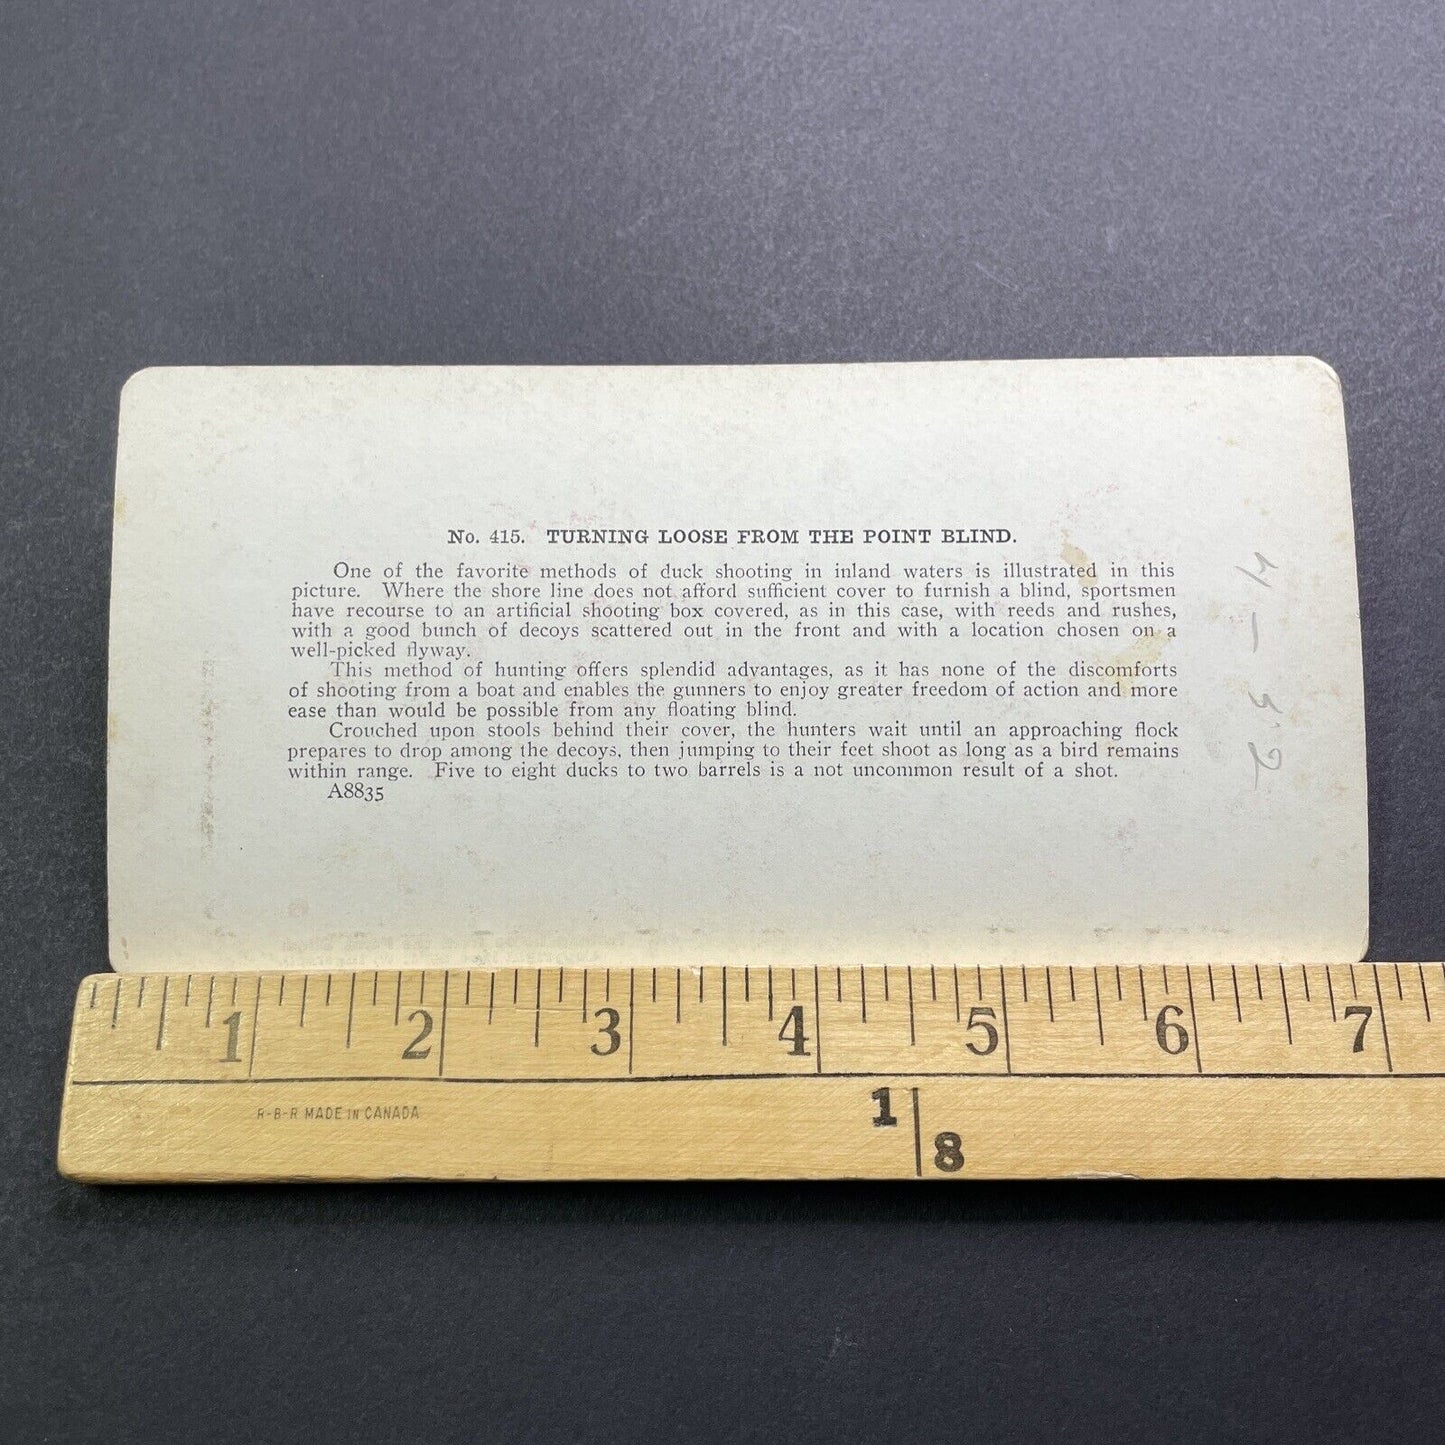 No. 415. TURNING LOOSE FROM THE POINT BLIND.
One of the favorite methods of duck shooting in inland waters is illustrated in this
picture. Where the shore line does not afford sufficient cover to furnish a blind, sportsmen
have recourse to an artificial shooting box covered, as in this case, with reeds and rushes,
with a good bunch of decoys scattered out in the front and with a location chosen on a
well-picked flyway.
This method of hunting offers splendid advantages, as it has none of the discomforts
of shooting from a boat and enables the gunners to enjoy greater freedom of action and more
ease than would be possible from any floating blind.
Crouched upon stools behind their cover, the hunters wait until an approaching flock
prepares to drop among the decoys, then jumping to their feet shoot as long as a bird remains
within range. Five to eight ducks to two barrels is a not uncommon result of a shot.
A8835
1 2 3 4 5 6 7
R-B-R MADE IN CANADA
1 8